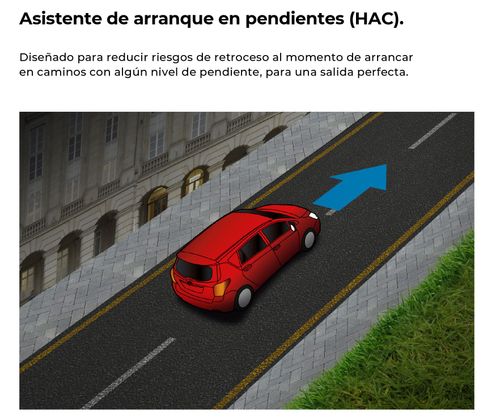 Asistente de arranque en pendientes (HAC).
Diseñado para reducir riesgos de retroceso al momento de arrancar
en caminos con algún nivel de pendiente, para una salida perfecta.